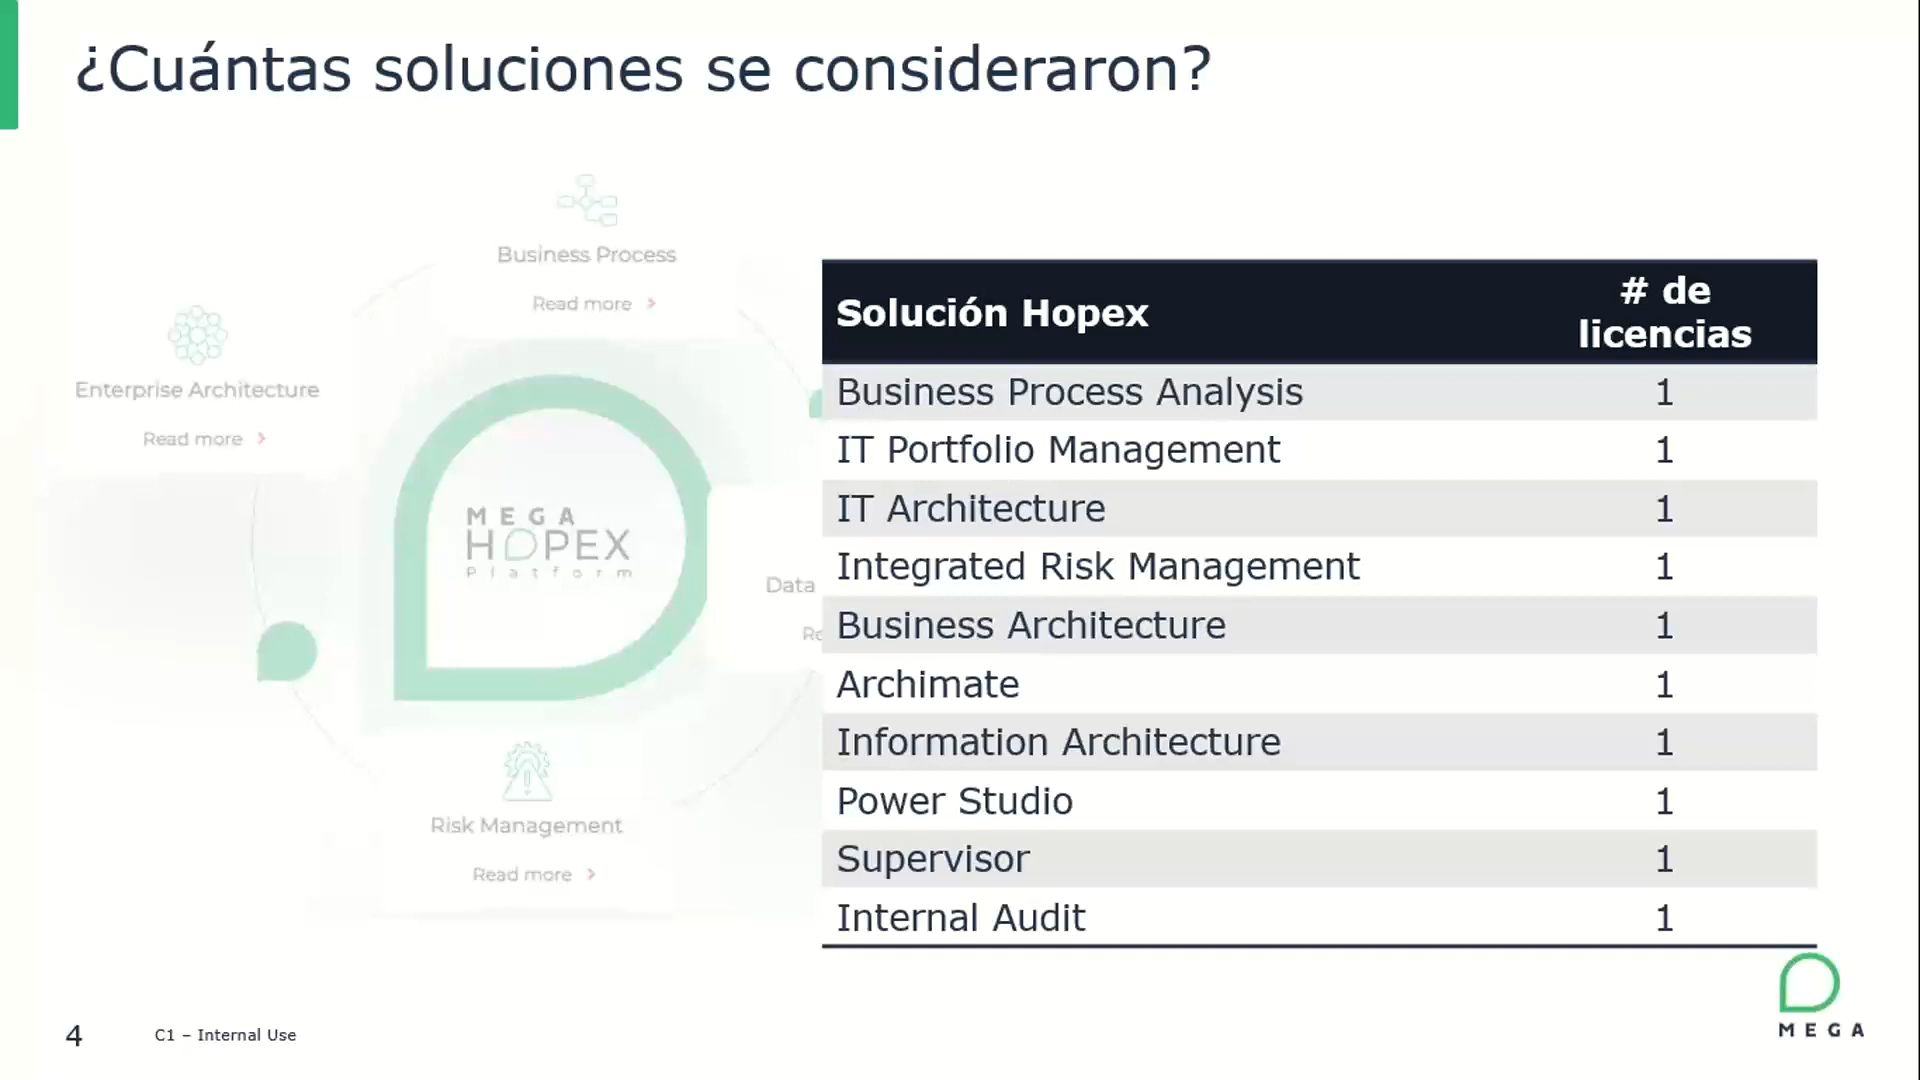 ¿Cuántas soluciones se consideraron?
Business Process
Read more >
Enterprise Architecture
Read more >
MEGA
HOPEX
Platform
Data
Risk Management
Read more >
Solución Hopex # de licencias
Business Process Analysis 1
IT Portfolio Management 1
IT Architecture 1
Integrated Risk Management 1
Business Architecture 1
Archimate 1
Information Architecture 1
Power Studio 1
Supervisor 1
Internal Audit 1
4
C1 – Internal Use
MEGA